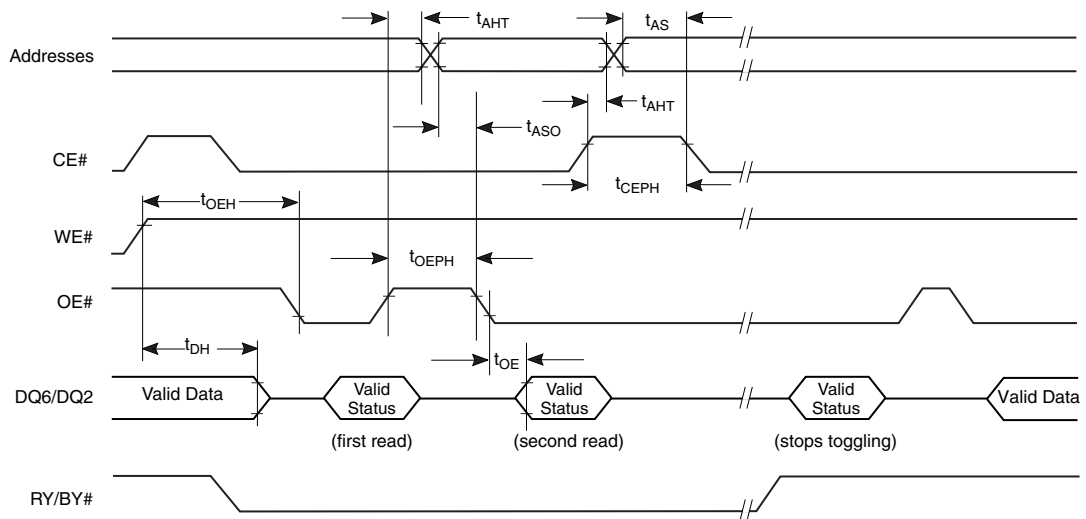 tAHT
tAS
Addresses
tAHT
tASO
CE#
tCEPH
tOEH
WE#
tOEPH
OE#
tDH
tOE
DQ6/DQ2
Valid Data
Valid
Status
Valid
Status
Valid
Status
Valid Data
(first read)
(second read)
(stops toggling)
RY/BY#